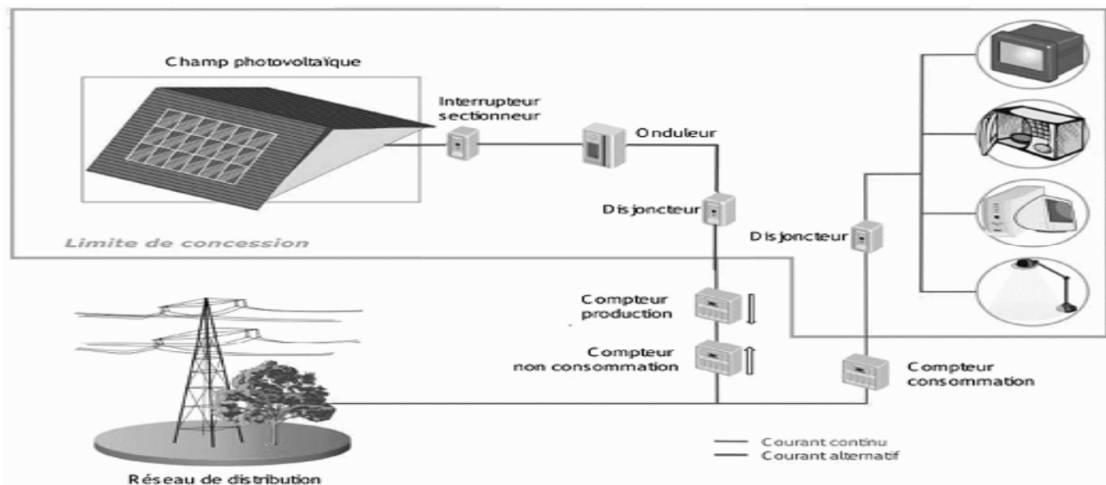 Champ photovoltaïque
Interrupteur
sectionneur
Onduleur
Disjoncteur
Disjoncteur
Limite de concession
Compteur
production
Compteur
non consommation
Compteur
consommation
Courant continu
Courant alternatif
Réseau de distribution